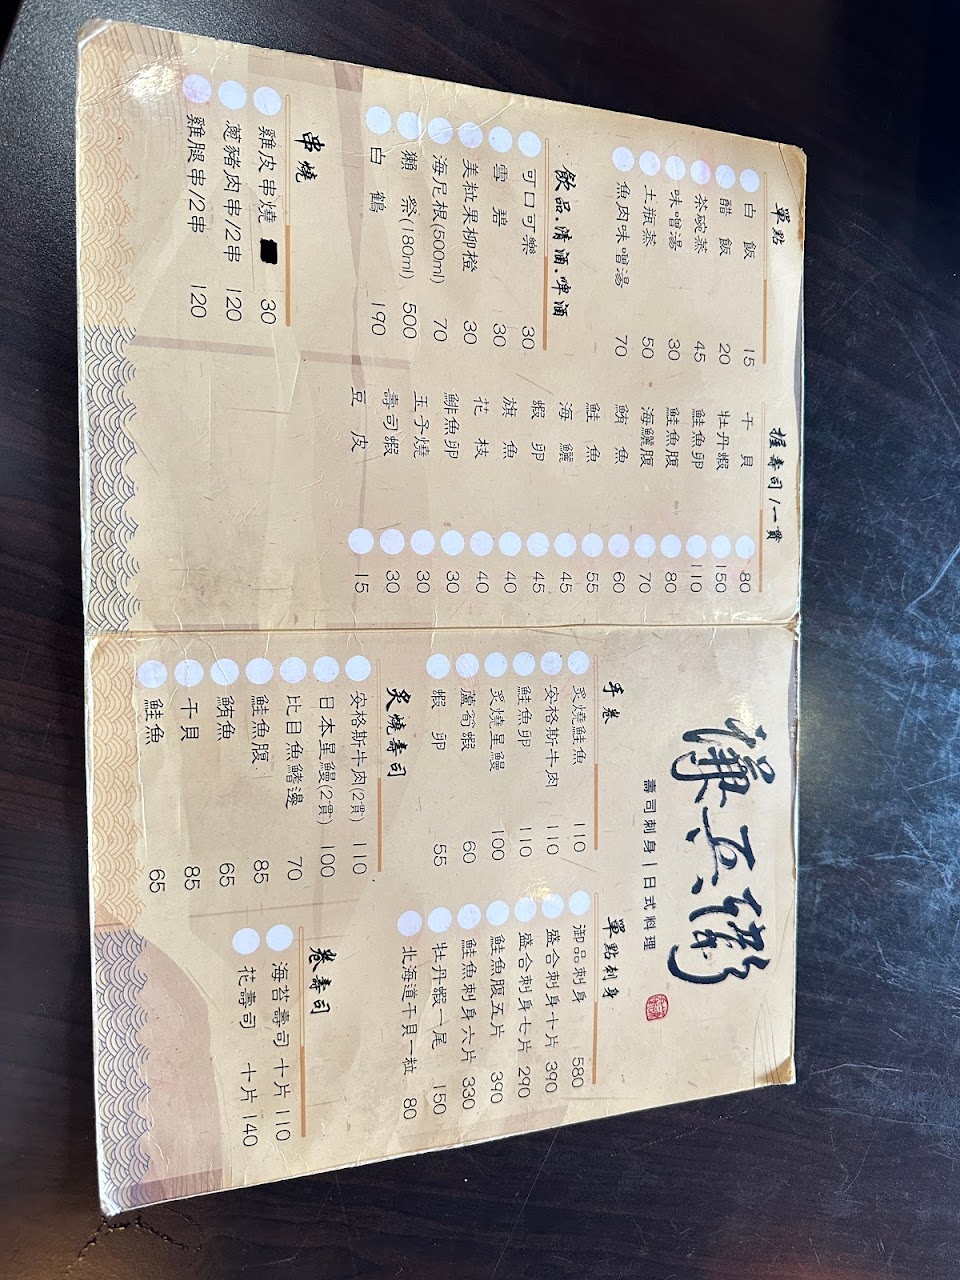 單點
白飯 15
醋飯 20
茶碗蒸 45
味噌湯 30
土瓶蒸 50
魚肉味噌湯 70
飲品.清酒.啤酒
可口可樂 30
雪碧 30
美粒果柳橙 30
海尼根(500ml) 70
獺祭(180ml) 500
白鶴 190
串燒
雞皮串燒 30
蔥豬肉串/2串 120
雞腿串/2串 120
握壽司/一貫
干貝 80
牡丹蝦 150
鮭魚卵 110
鮭魚腹 80
海鱺腹 70
鮪魚 60
鮭魚 55
海鱺 45
蝦卵 45
旗魚 40
花枝 40
鯡魚卵 30
玉子燒 30
壽司蝦 30
豆皮 15
壽司刺身|日式料理
手卷
炙燒鮭魚 110
安格斯牛肉 110
鮭魚卵 110
炙燒星鰻 100
蘆筍蝦 60
蝦卵 55
炙燒壽司
安格斯牛肉(2貫) 110
日本星鰻(2貫) 100
比目魚鰭邊 70
鮭魚腹 85
鮪魚 65
干貝 85
鮭魚 65
單點刺身
御品刺身 580
盛合刺身十片 390
盛合刺身七片 290
鮭魚腹五片 390
鮭魚刺身六片 330
牡丹蝦一尾 150
北海道干貝一粒 80
卷壽司
海苔壽司 十片 110
花壽司 十片 140